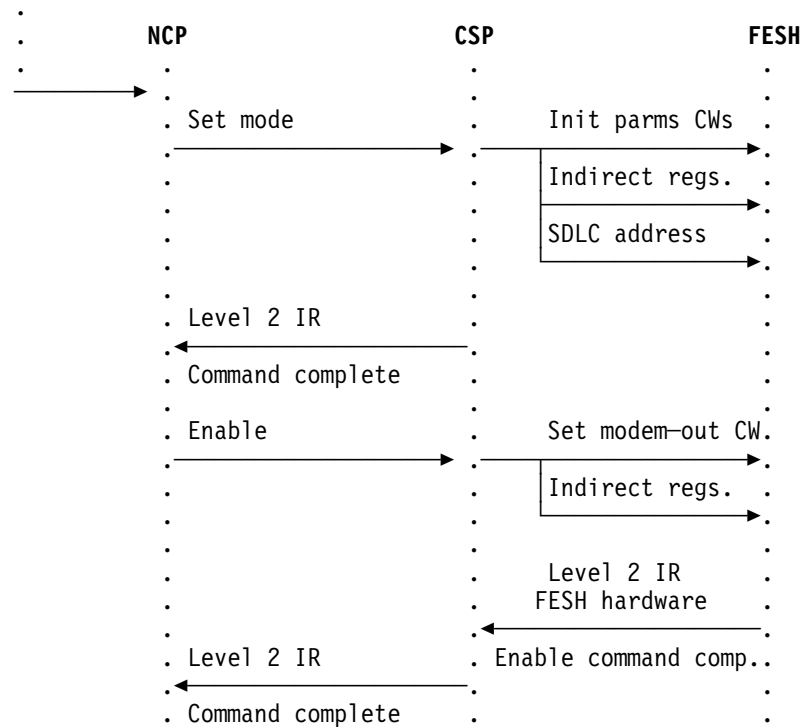 NCP CSP FESH
Set mode Init parms CWs
Indirect regs.
SDLC address
Level 2 IR
Command complete
Enable Set modem—out CW
Indirect regs.
Level 2 IR
FESH hardware
Level 2 IR Enable command comp.
Command complete